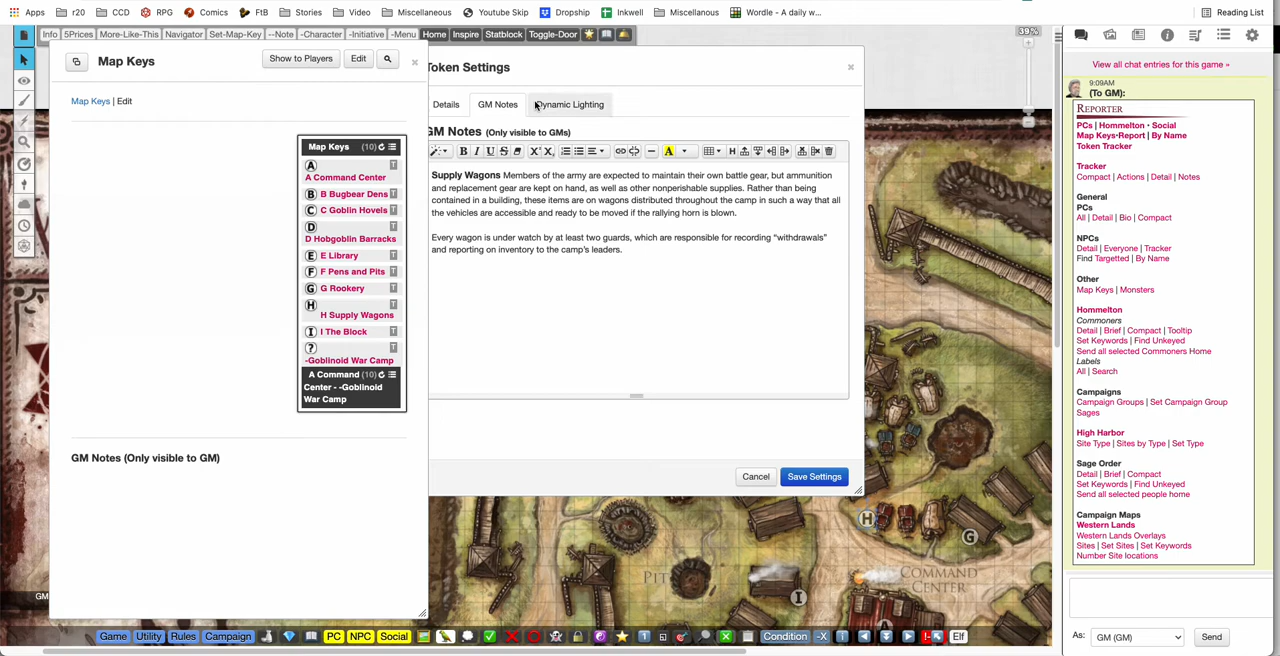 Apps r20 CCD RPG Comics FtB Stories Video Miscellaneous Youtube Skip Dropship Inkwell Miscellanous Wordle - A daily w... Reading List
Info 5Prices More-Like-This Navigator Set-Map-Key --Note -Character -Initiative -Menu Home Inspire Statblock Toggle-Door
39%
Map Keys
Show to Players Edit
Map Keys | Edit
Map Keys (10)
A
A Command Center
B B Bugbear Dens
C C Goblin Hovels
D
D Hobgoblin Barracks
E E Library
F F Pens and Pits
G G Rookery
H
H Supply Wagons
I I The Block
?
-Goblinoid War Camp
A Command (10)
Center - -Goblinoid
War Camp
GM Notes (Only visible to GM)
Token Settings
Details GM Notes Dynamic Lighting
GM Notes (Only visible to GMs)
Supply Wagons Members of the army are expected to maintain their own battle gear, but ammunition
and replacement gear are kept on hand, as well as other nonperishable supplies. Rather than being
contained in a building, these items are on wagons distributed throughout the camp in such a way that all
the vehicles are accessible and ready to be moved if the rallying horn is blown.
Every wagon is under watch by at least two guards, which are responsible for recording “withdrawals”
and reporting on inventory to the camp’s leaders.
Cancel Save Settings
H
G
I
PIT
COMMAND
CENTER
GM
Game Utility Rules Campaign PC NPC Social Condition -X Elf
View all chat entries for this game »
9:09AM
(To GM):
REPORTER
PCs | Hommelton · Social
Map Keys·Report | By Name
Token Tracker
Tracker
Compact | Actions | Detail | Notes
General
PCs
All | Detail | Bio | Compact
NPCs
Detail | Everyone | Tracker
Find Targetted | By Name
Other
Map Keys | Monsters
Hommelton
Commoners
Detail | Brief | Compact | Tooltip
Set Keywords | Find Unkeyed
Send all selected Commoners Home
Labels
All | Search
Campaigns
Campaign Groups | Set Campaign Group
Sages
High Harbor
Site Type | Sites by Type | Set Type
Sage Order
Detail | Brief | Compact
Set Keywords | Find Unkeyed
Send all selected people home
Campaign Maps
Western Lands
Western Lands Overlays
Sites | Set Sites | Set Keywords
Number Site locations
As: GM (GM) Send